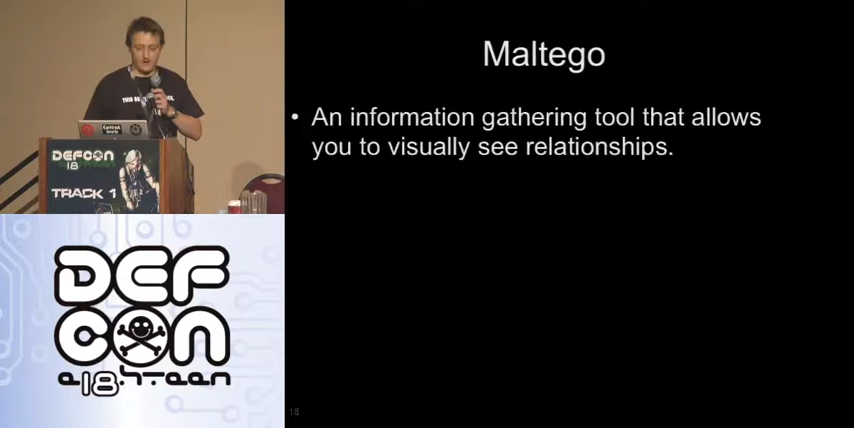 Maltego
• An information gathering tool that allows
you to visually see relationships.
DEFCON
18
TRACK 1
DEF
CON
18